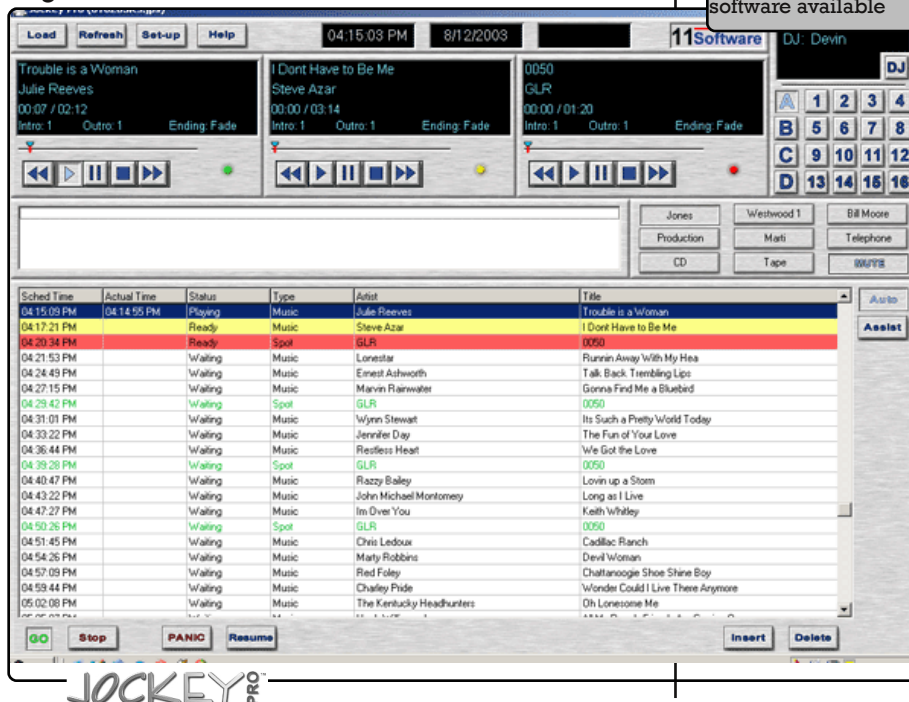 software available
Load Refresh Set-up Help 04:15:03 PM 8/12/2003 11Software DJ: Devin
Trouble is a Woman
Julie Reeves
00:07 / 02:12
Intro: 1 Outro: 1 Ending: Fade
I Dont Have to Be Me
Steve Azar
00:00 / 03:14
Intro: 1 Outro: 1 Ending: Fade
0050
GLR
00:00 / 01:20
Intro: 1 Outro: 1 Ending: Fade
DJ
A 1 2 3 4
B 5 6 7 8
C 9 10 11 12
D 13 14 15 16
Jones Westwood 1 Bill Moore
Production Marti Telephone
CD Tape MUTE
Sched Time Actual Time Status Type Artist Title
04:15:09 PM 04:14:55 PM Playing Music Julie Reeves Trouble is a Woman
04:17:21 PM Ready Music Steve Azar I Dont Have to Be Me
04:20:34 PM Ready Spot GLR 0050
04:21:53 PM Waiting Music Lonestar Runnin Away With My Hea
04:24:49 PM Waiting Music Ernest Ashworth Talk Back Trembling Lips
04:27:15 PM Waiting Music Marvin Rainwater Gonna Find Me a Bluebird
04:29:42 PM Waiting Spot GLR 0050
04:31:01 PM Waiting Music Wynn Stewart Its Such a Pretty World Today
04:33:22 PM Waiting Music Jennifer Day The Fun of Your Love
04:36:44 PM Waiting Music Restless Heart We Got the Love
04:39:28 PM Waiting Spot GLR 0050
04:40:47 PM Waiting Music Razzy Bailey Lovin up a Storm
04:43:22 PM Waiting Music John Michael Montomery Long as I Live
04:47:27 PM Waiting Music Im Over You Keith Whitley
04:50:26 PM Waiting Spot GLR 0050
04:51:45 PM Waiting Music Chris Ledoux Cadillac Ranch
04:54:26 PM Waiting Music Marty Robbins Devil Woman
04:57:09 PM Waiting Music Red Foley Chattanoogie Shoe Shine Boy
04:59:44 PM Waiting Music Charley Pride Wonder Could I Live There Anymore
05:02:08 PM Waiting Music The Kentucky Headhunters Oh Lonesome Me
Auto
Assist
GO Stop PANIC Resume Insert Delete
JOCKEY PRO